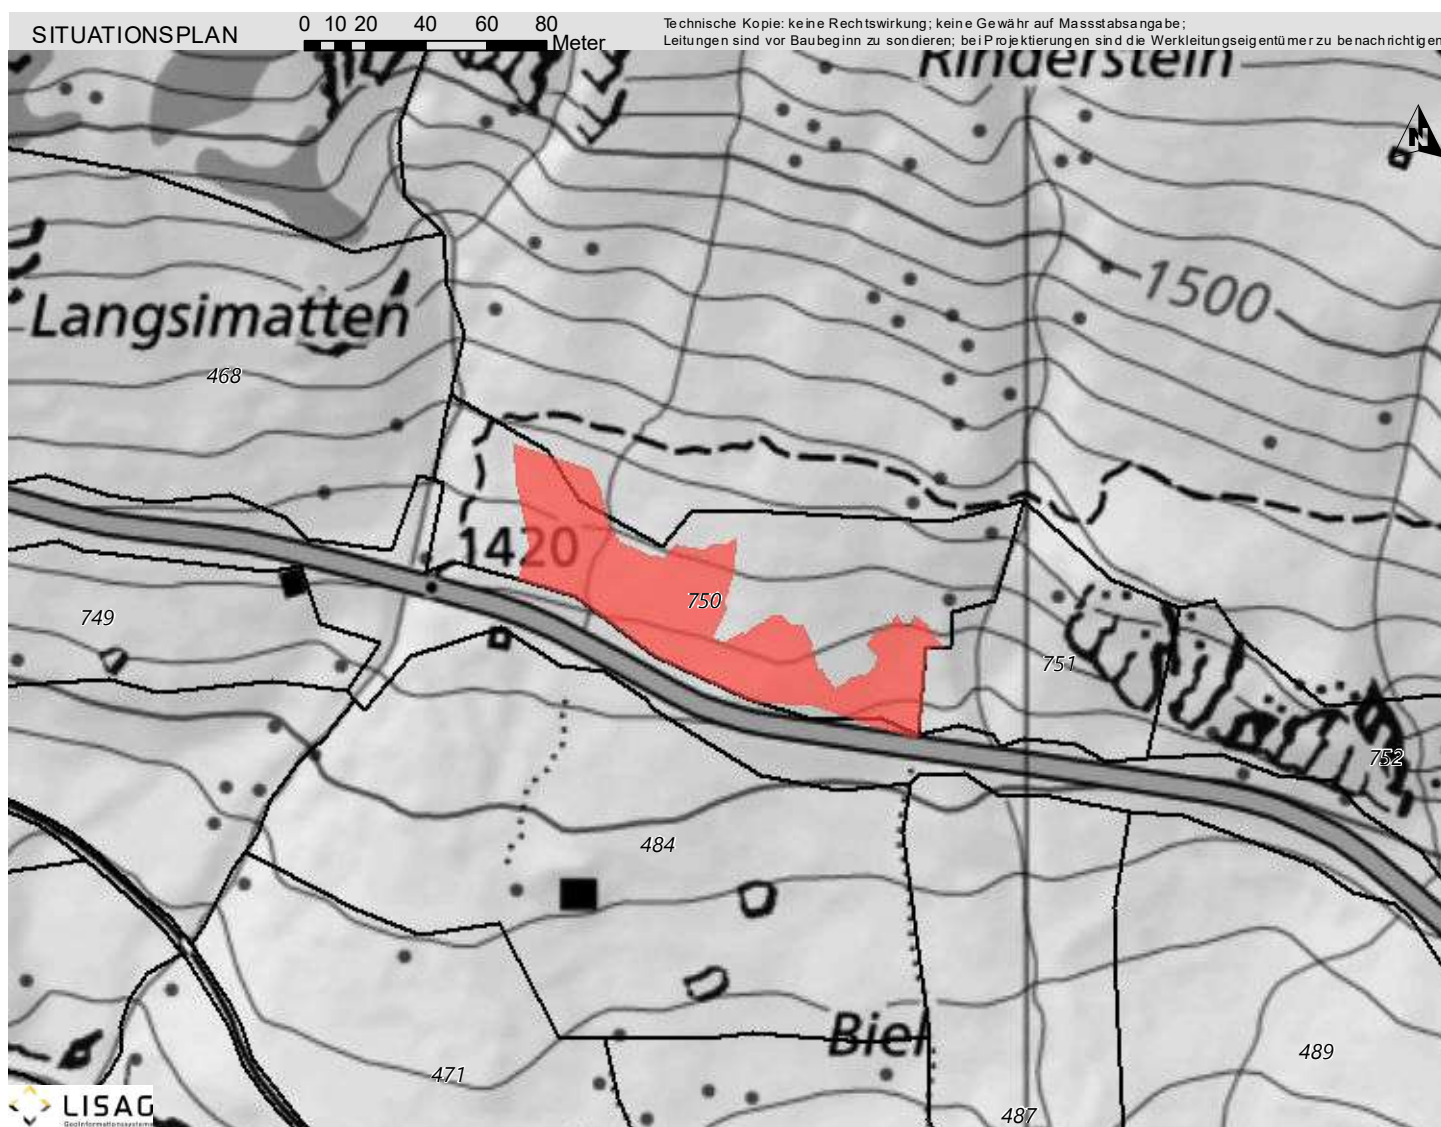 SITUATIONSPLAN
0 10 20 40 60 80
Meter
Technische Kopie: keine Rechtswirkung; keine Gewähr auf Massstabsangabe;
Leitungen sind vor Baubeginn zu sondieren; bei Projektierungen sind die Werkleitungseigentümer zu benachrichtigen
Rinderstein
N
1500
Langsimatten
468
1420
750
749
751
752
484
Biel
489
471
487
LISAG
Geoinformationssysteme